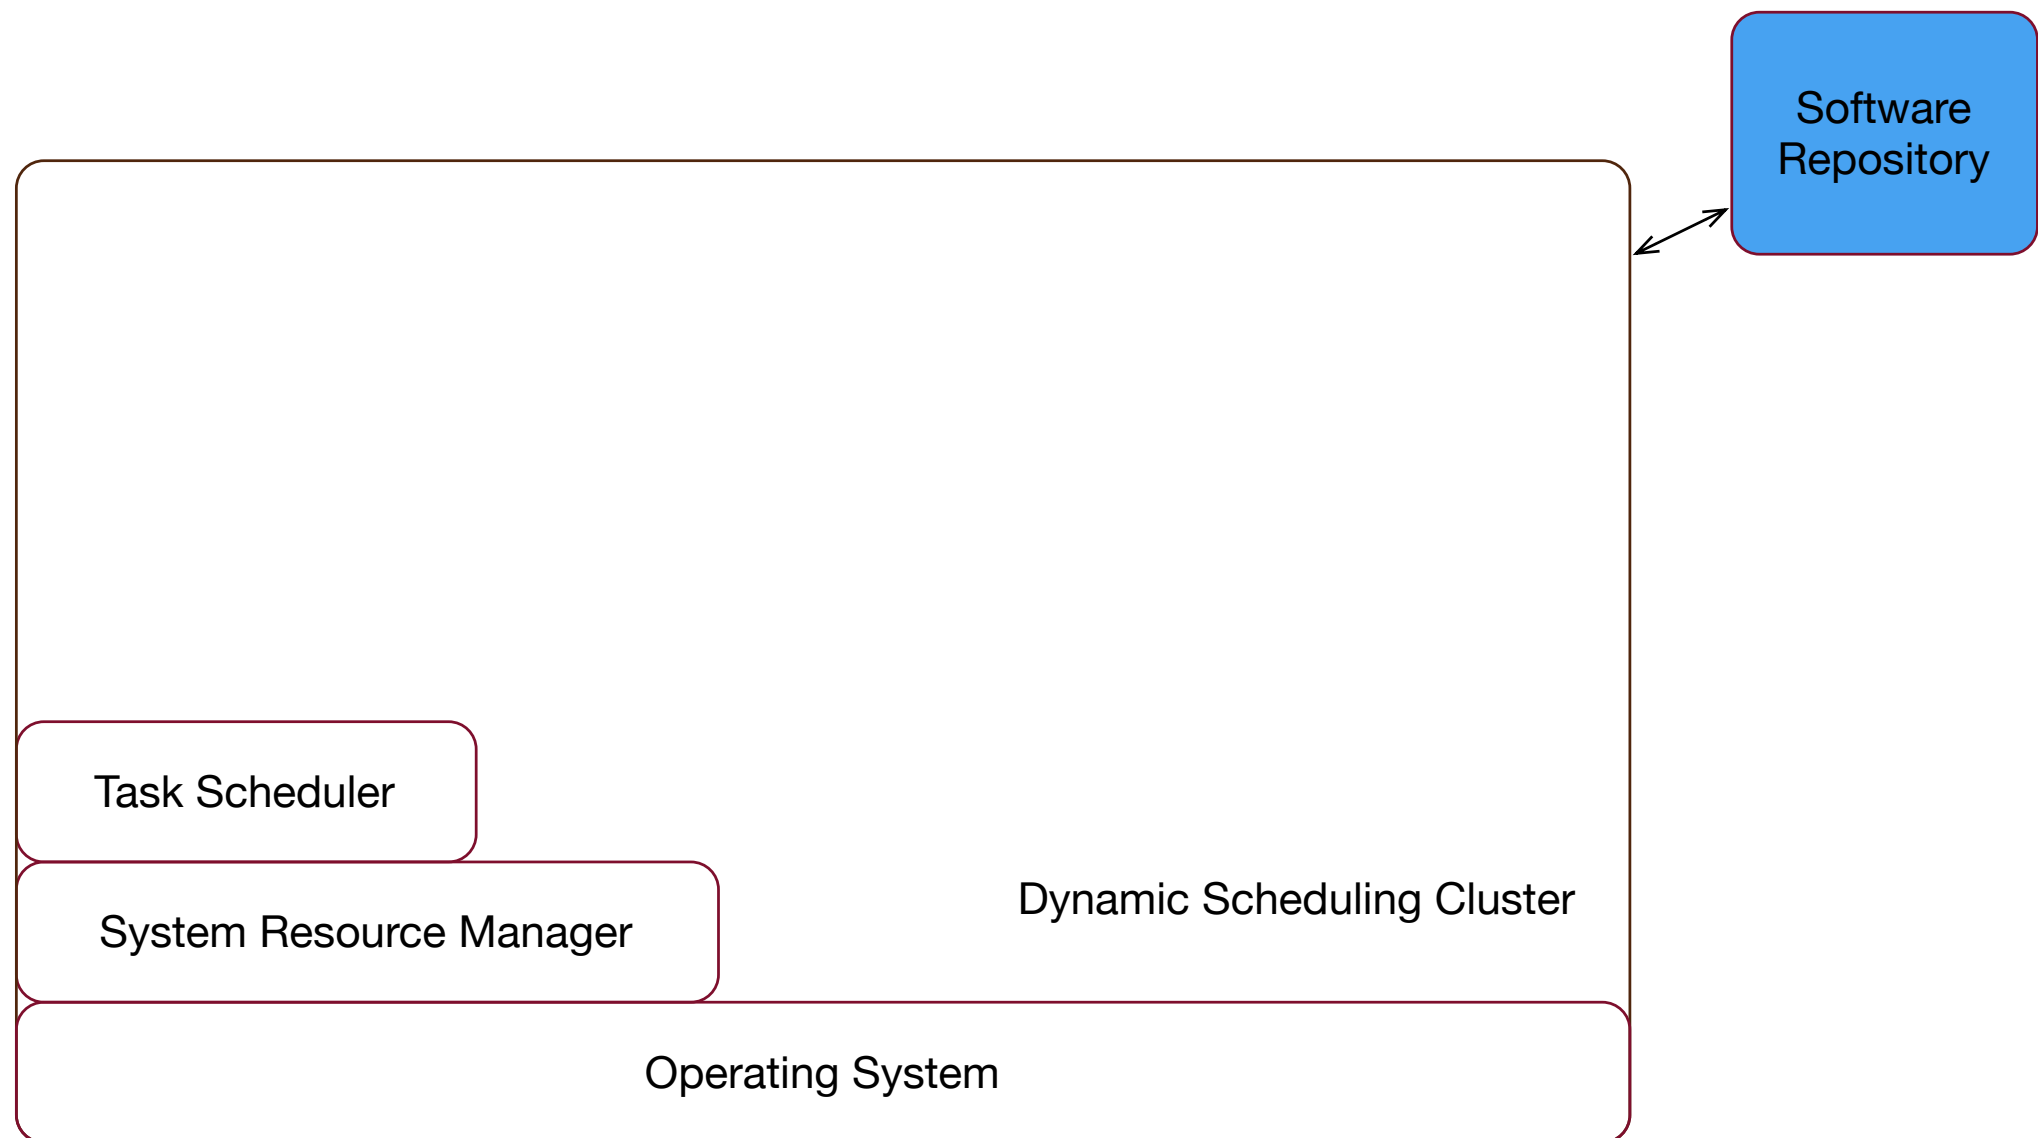 Software
Repository
Task Scheduler
Dynamic Scheduling Cluster
System Resource Manager
Operating System